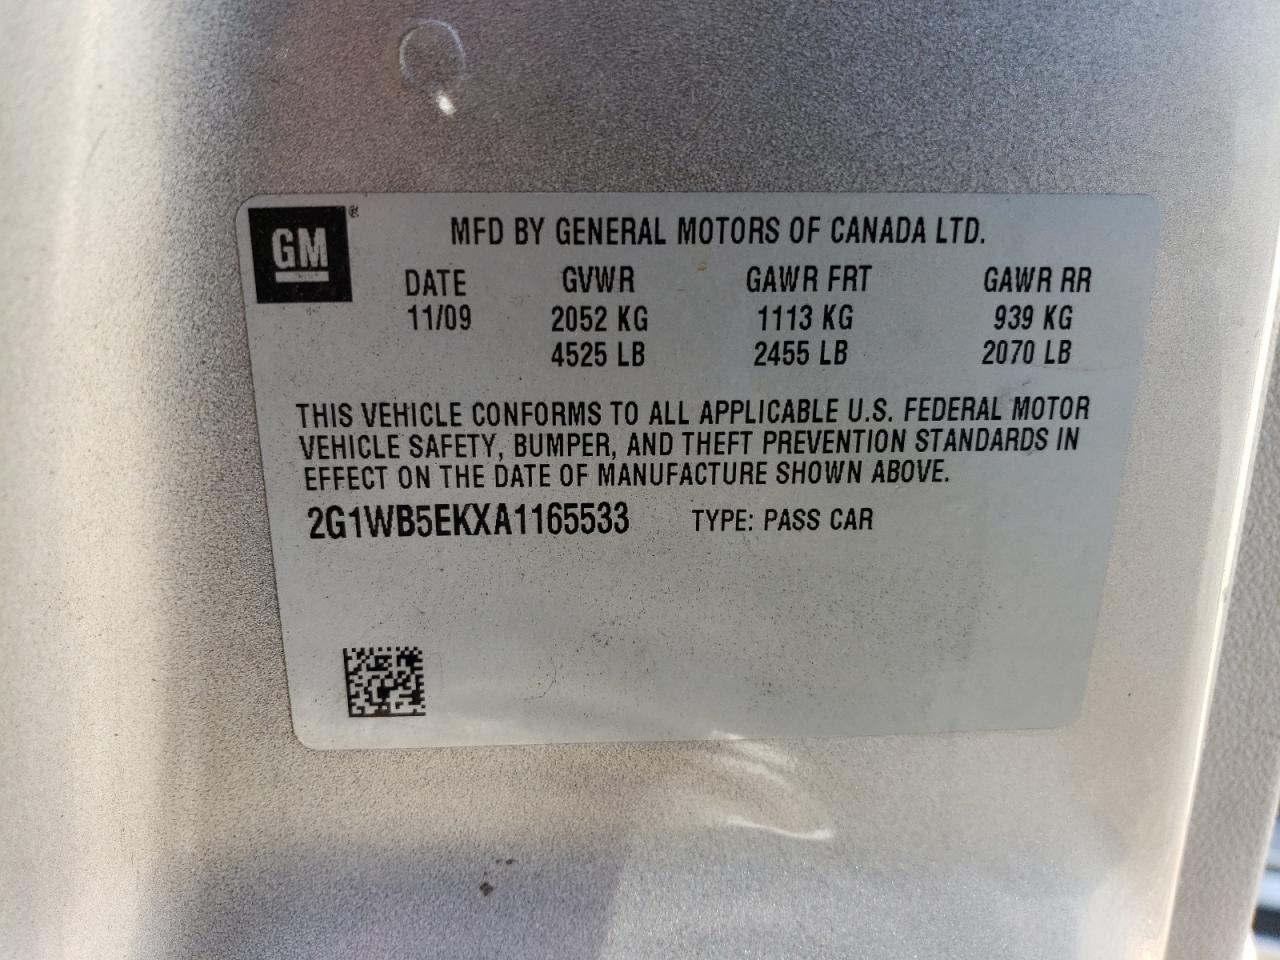 GM ®
MFD BY GENERAL MOTORS OF CANADA LTD.
DATE GVWR GAWR FRT GAWR RR
11/09 2052 KG 1113 KG 939 KG
4525 LB 2455 LB 2070 LB
THIS VEHICLE CONFORMS TO ALL APPLICABLE U.S. FEDERAL MOTOR
VEHICLE SAFETY, BUMPER, AND THEFT PREVENTION STANDARDS IN
EFFECT ON THE DATE OF MANUFACTURE SHOWN ABOVE.
2G1WB5EKXA1165533 TYPE: PASS CAR